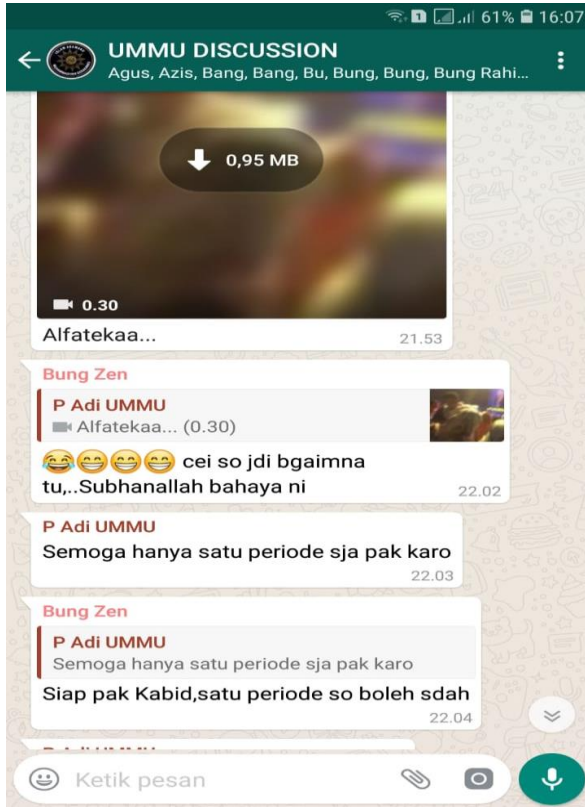 1 61% 16:07
UMMU DISCUSSION
Agus, Azis, Bang, Bang, Bu, Bung, Bung, Bung Rahi...
0,95 MB
0.30
Alfatekaa...
21.53
Bung Zen
P Adi UMMU
Alfatekaa... (0.30)
😂😁😁😁 cei so jdi bgaimna
tu,..Subhanallah bahaya ni
22.02
P Adi UMMU
Semoga hanya satu periode sja pak karo
22.03
Bung Zen
P Adi UMMU
Semoga hanya satu periode sja pak karo
Siap pak Kabid,satu periode so boleh sdah
22.04
Ketik pesan